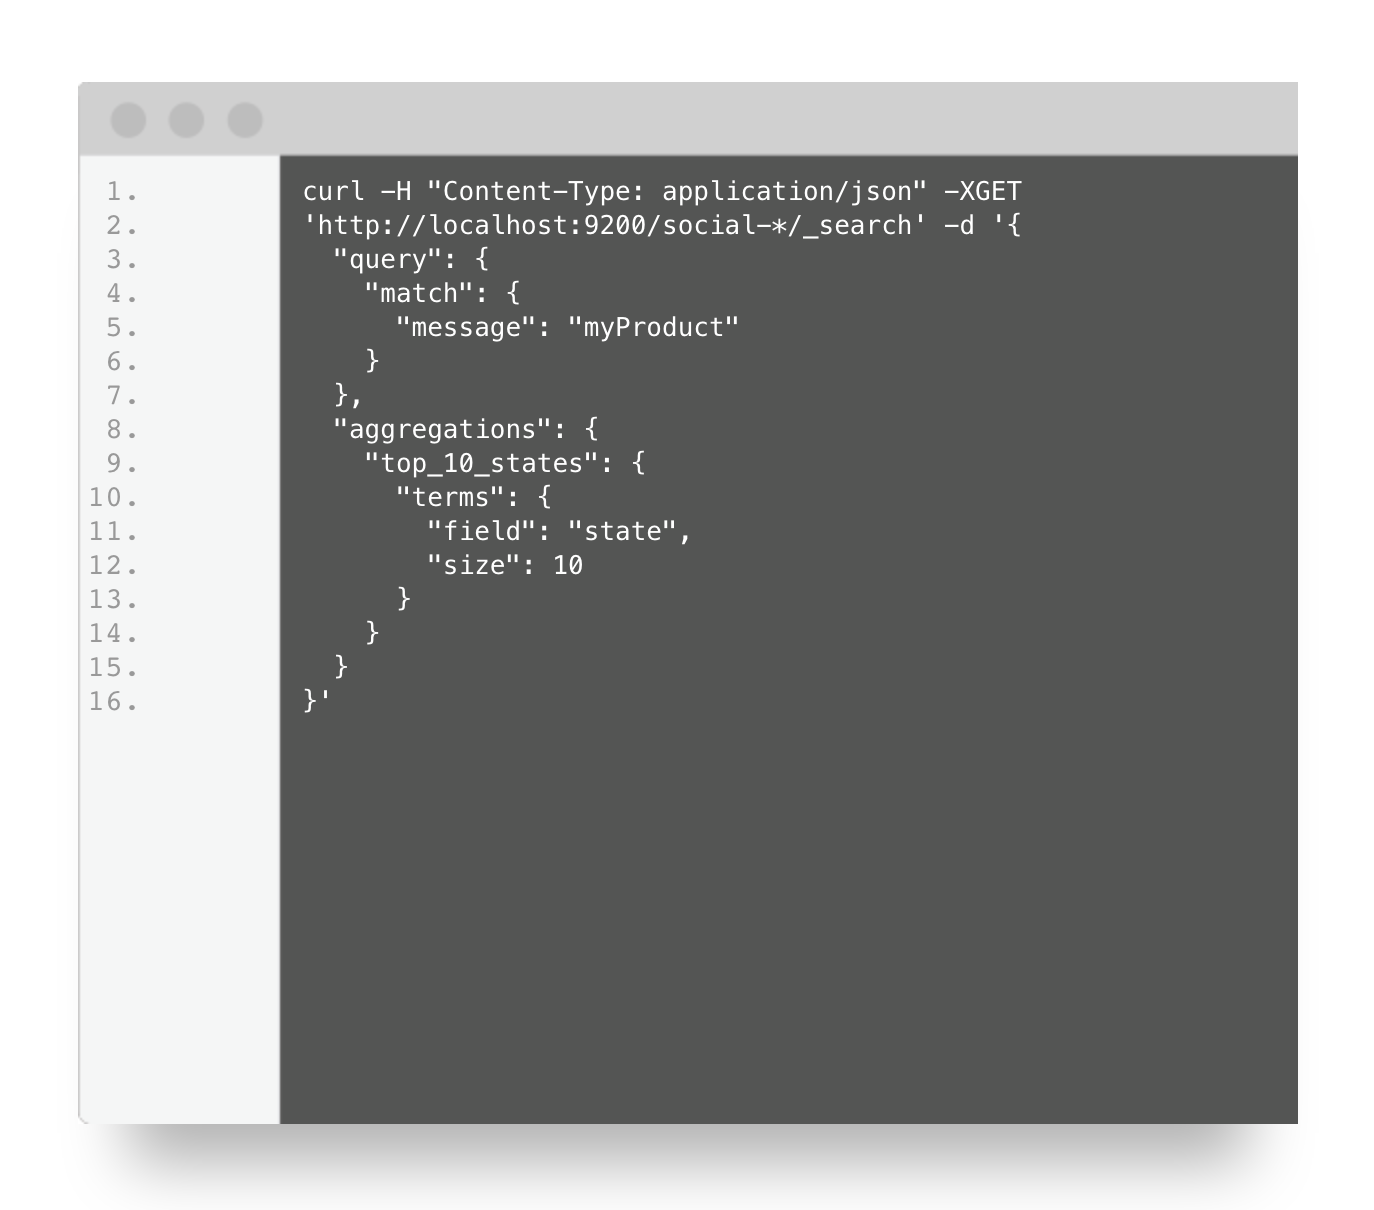 1. curl -H "Content-Type: application/json" -XGET
2. 'http://localhost:9200/social-*/_search' -d '{
3.   "query": {
4.     "match": {
5.       "message": "myProduct"
6.     }
7.   },
8.   "aggregations": {
9.     "top_10_states": {
10.       "terms": {
11.         "field": "state",
12.         "size": 10
13.       }
14.     }
15.   }
16. }'